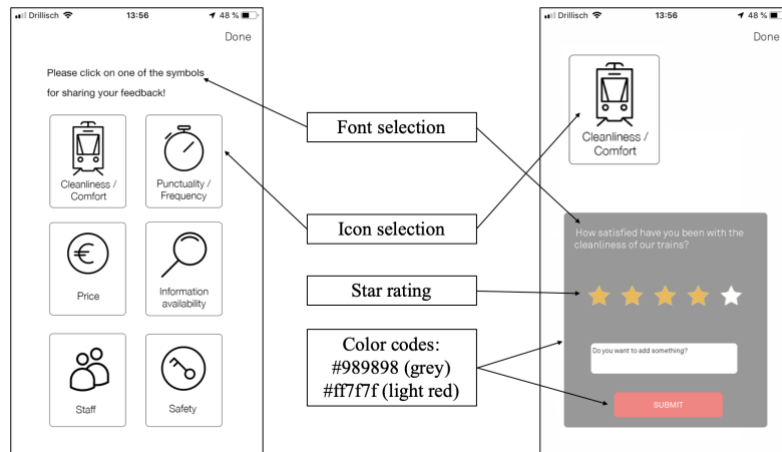 Drillisch 13:56 48 %
Done
Please click on one of the symbols
for sharing your feedback!
Cleanliness /
Comfort
Punctuality /
Frequency
Price
Information
availability
Staff
Safety
Font selection
Icon selection
Star rating
Color codes:
#989898 (grey)
#ff7f7f (light red)
Drillisch 13:56 48 %
Done
Cleanliness /
Comfort
How satisfied have you been with the
cleanliness of our trains?
Do you want to add something?
SUBMIT